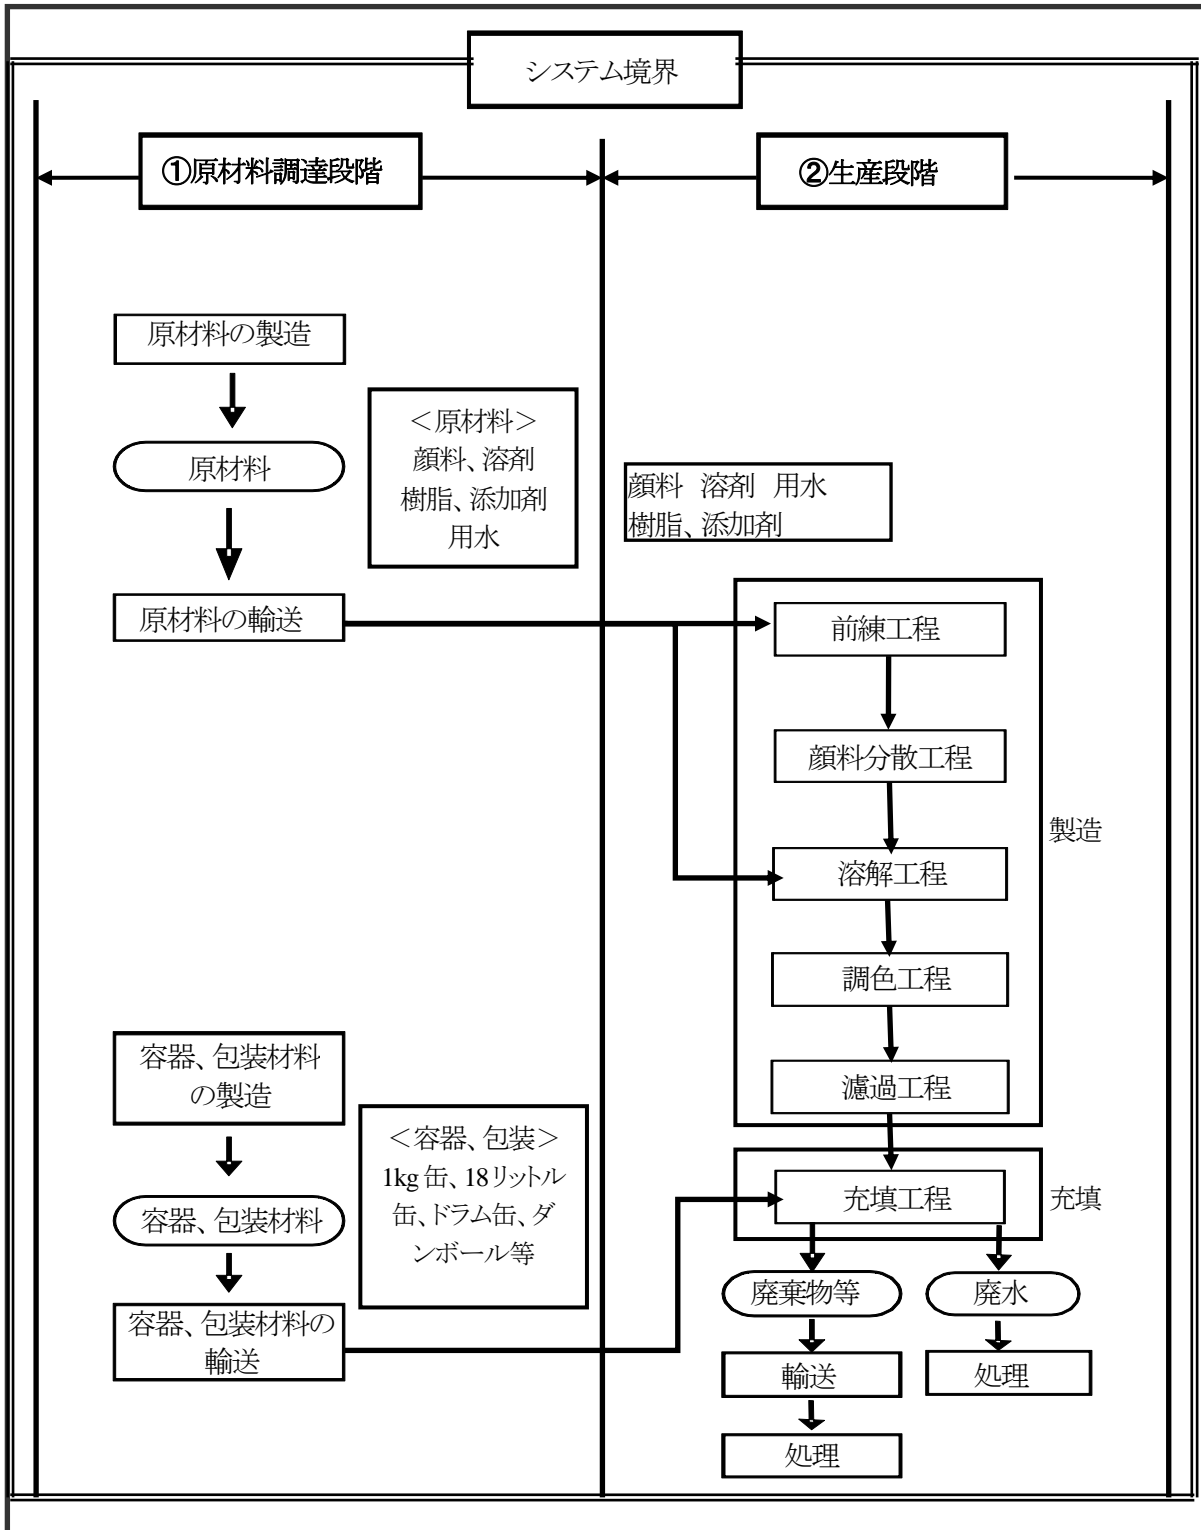 システム境界
①原材料調達段階
②生産段階
原材料の製造
原材料
原材料の輸送
＜原材料＞
顔料、溶剤
樹脂、添加剤
用水
顔料　溶剤　用水
樹脂、添加剤
前練工程
顔料分散工程
溶解工程
調色工程
濾過工程
製造
容器、包装材料
の製造
容器、包装材料
容器、包装材料の
輸送
＜容器、包装＞
1kg 缶、18リットル
缶、ドラム缶、ダ
ンボール等
充填工程
充填
廃棄物等
廃水
輸送
処理
処理